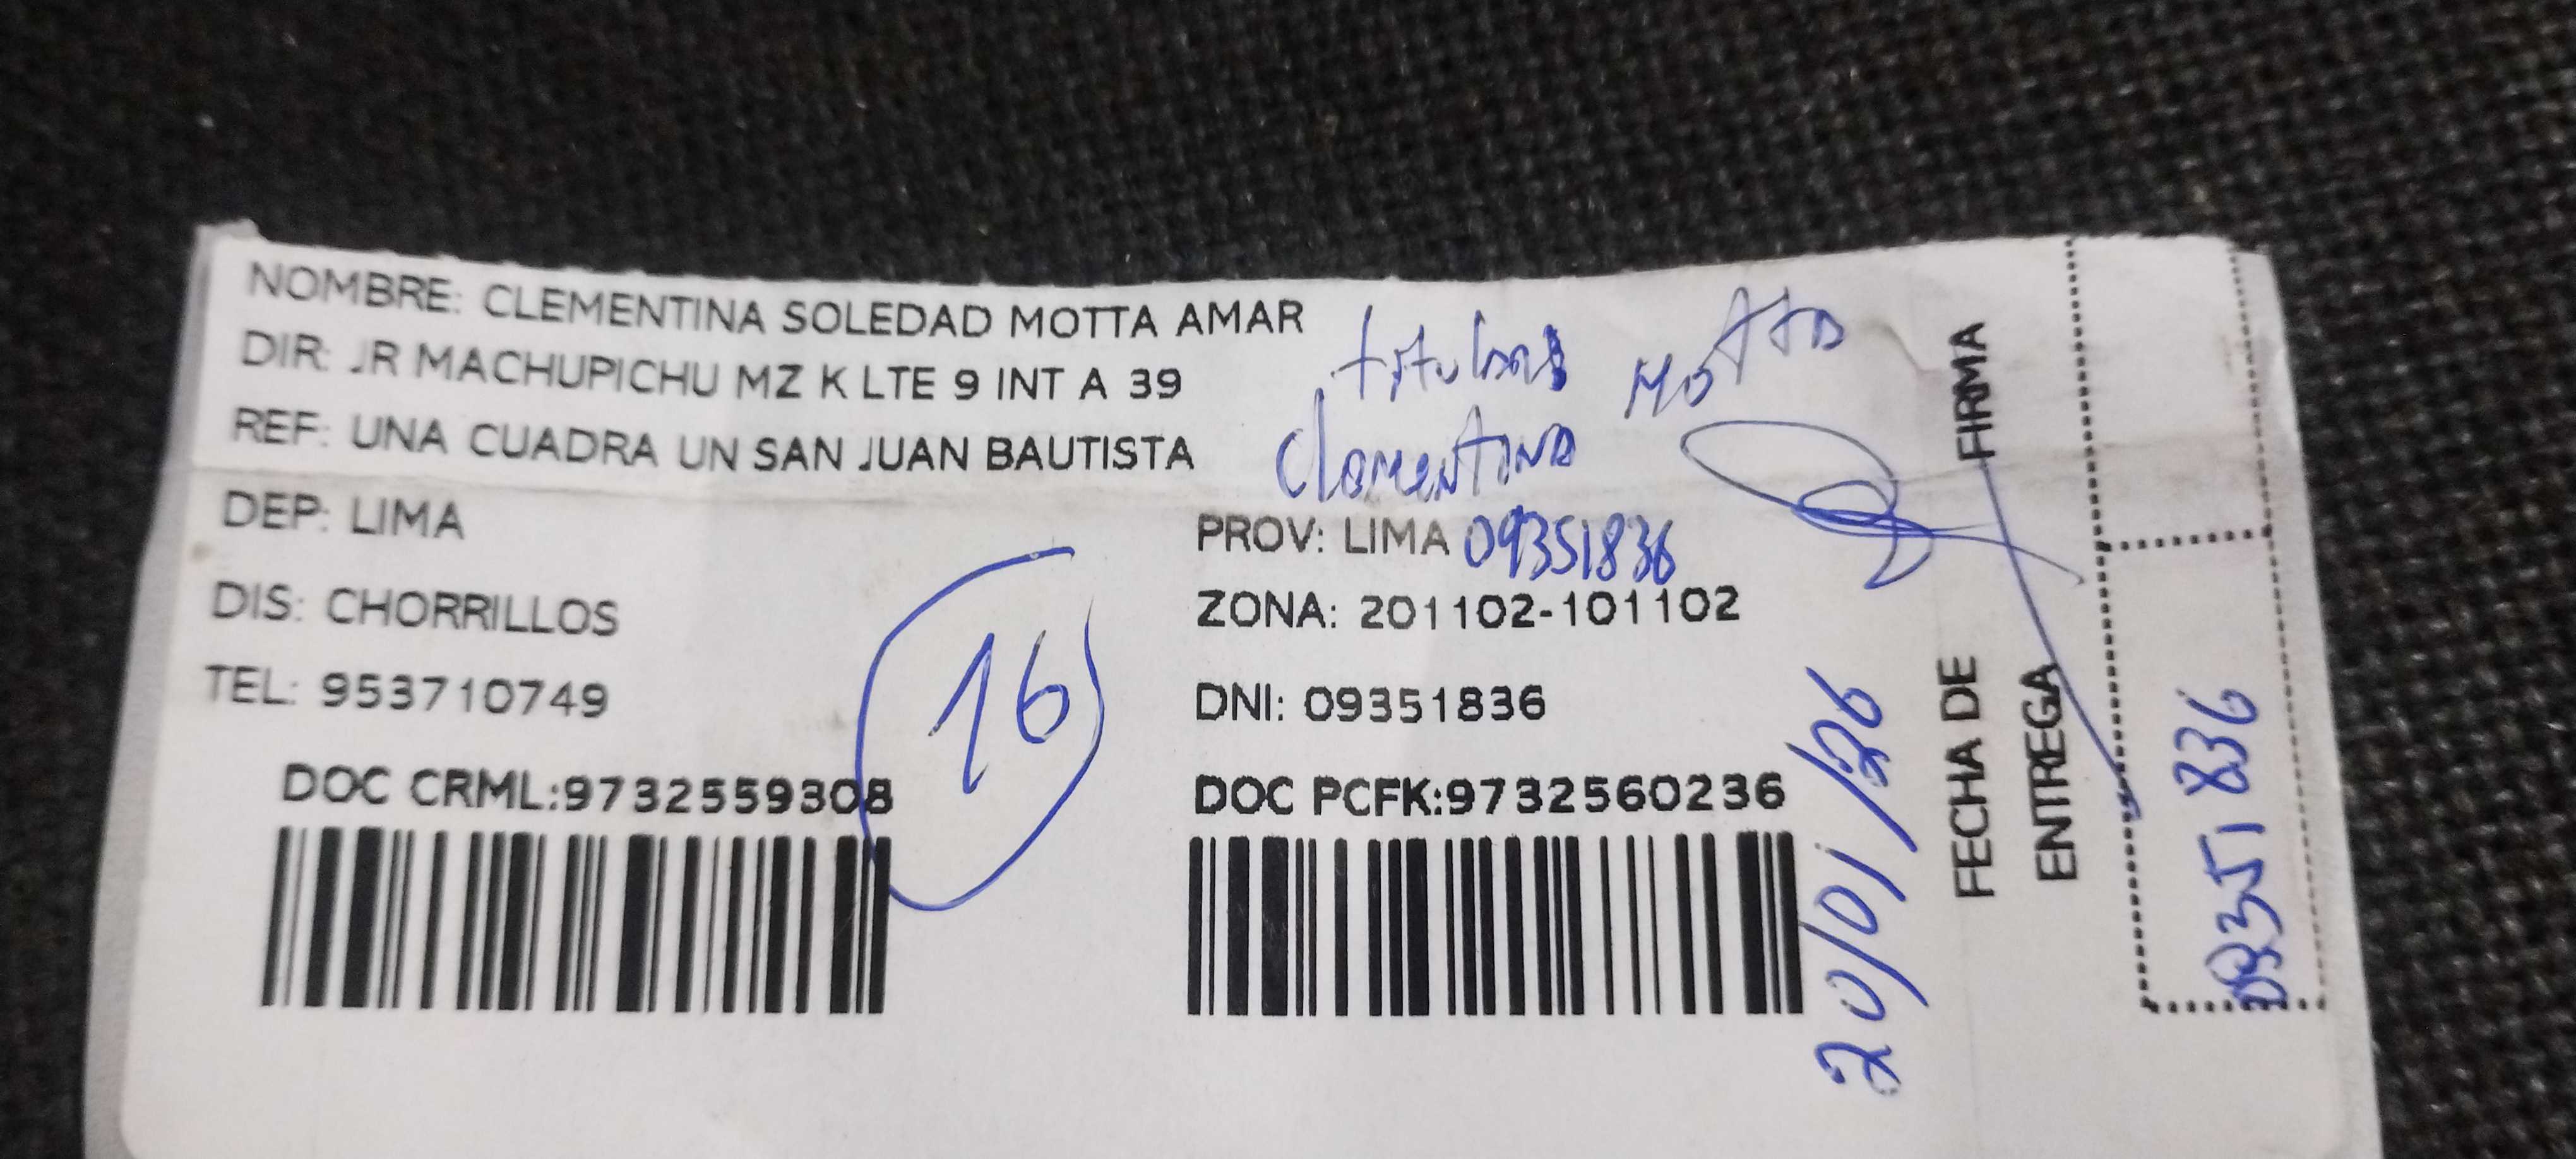 NOMBRE: CLEMENTINA SOLEDAD MOTTA AMAR
DIR: JR MACHUPICHU MZ K LTE 9 INT A 39
REF: UNA CUADRA UN SAN JUAN BAUTISTA
titular
Clementina Motta
DEP: LIMA
PROV: LIMA 09351836
DIS: CHORRILLOS
ZONA: 201102-101102
TEL: 953710749
DNI: 09351836
16
DOC CRML:9732559308
DOC PCFK:9732560236
20/01/26
FIRMA
FECHA DE
ENTREGA
09351836